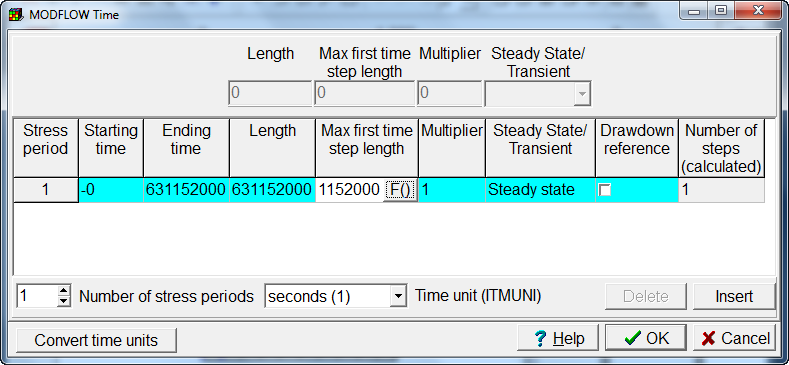 MODFLOW Time
Length Max first time Multiplier Steady State/
step length Transient
0 0 0
Stress Starting Ending Length Max first time Multiplier Steady State/ Drawdown Number of
period time time step length Transient reference steps
(calculated)
1 -0 631152000 631152000 1152000 F() 1 Steady state 1
1 Number of stress periods seconds (1) Time unit (ITMUNI) Delete Insert
Convert time units ? Help OK Cancel